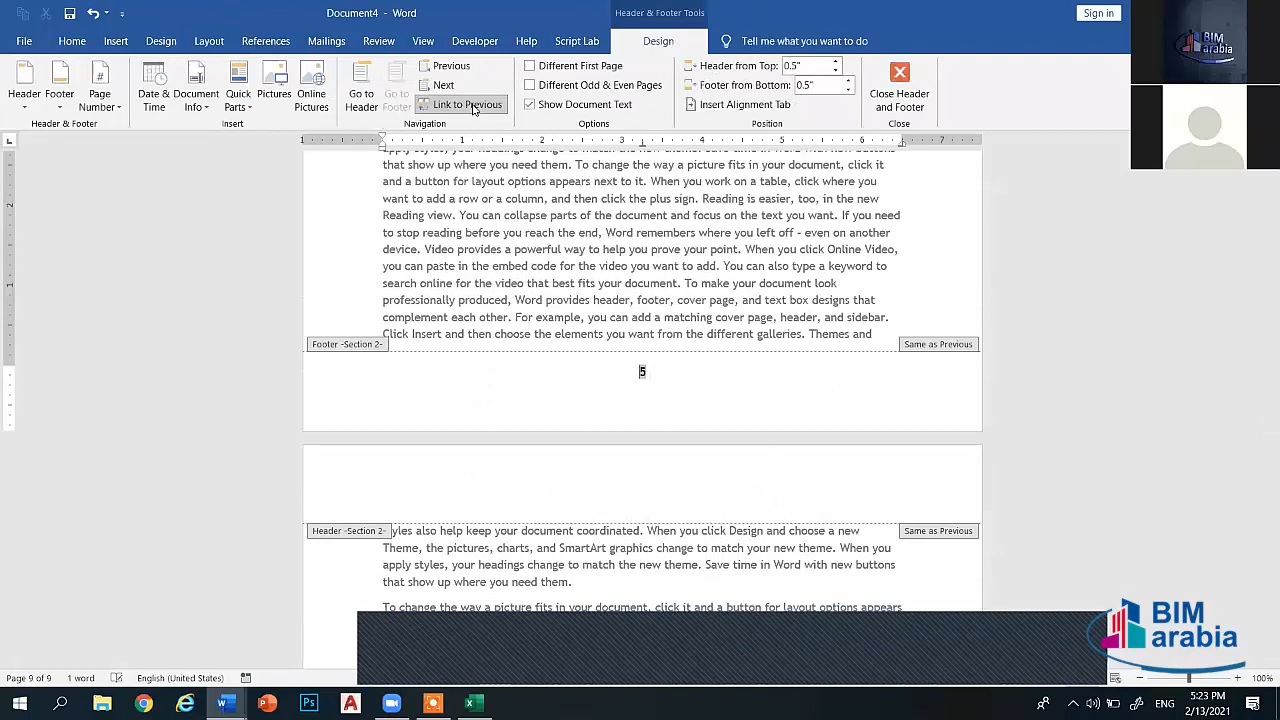 Document4 - Word
Header & Footer Tools
Sign in
File Home Insert Design Layout References Mailings Review View Developer Help Script Lab Design Tell me what you want to do
Header Footer Page Number
Header & Footer
Date & Time Document Info Quick Parts Pictures Online Pictures
Insert
Go to Header Go to Footer
Previous
Next
Link to Previous
Navigation
Different First Page
Different Odd & Even Pages
Show Document Text
Options
Header from Top: 0.5"
Footer from Bottom: 0.5"
Insert Alignment Tab
Position
Close Header and Footer
Close
BIM
arabia
1 1 2 3 4 5 6 7
that show up where you need them. To change the way a picture fits in your document, click it
and a button for layout options appears next to it. When you work on a table, click where you
want to add a row or a column, and then click the plus sign. Reading is easier, too, in the new
Reading view. You can collapse parts of the document and focus on the text you want. If you need
to stop reading before you reach the end, Word remembers where you left off - even on another
device. Video provides a powerful way to help you prove your point. When you click Online Video,
you can paste in the embed code for the video you want to add. You can also type a keyword to
search online for the video that best fits your document. To make your document look
professionally produced, Word provides header, footer, cover page, and text box designs that
complement each other. For example, you can add a matching cover page, header, and sidebar.
Click Insert and then choose the elements you want from the different galleries. Themes and
Footer -Section 2- Same as Previous
5
Header -Section 2- Same as Previous
styles also help keep your document coordinated. When you click Design and choose a new
Theme, the pictures, charts, and SmartArt graphics change to match your new theme. When you
apply styles, your headings change to match the new theme. Save time in Word with new buttons
that show up where you need them.
To change the way a picture fits in your document, click it and a button for layout options appears
BIM
arabia
Page 9 of 9 1 word English (United States) 100%
ENG
5:23 PM
2/13/2021